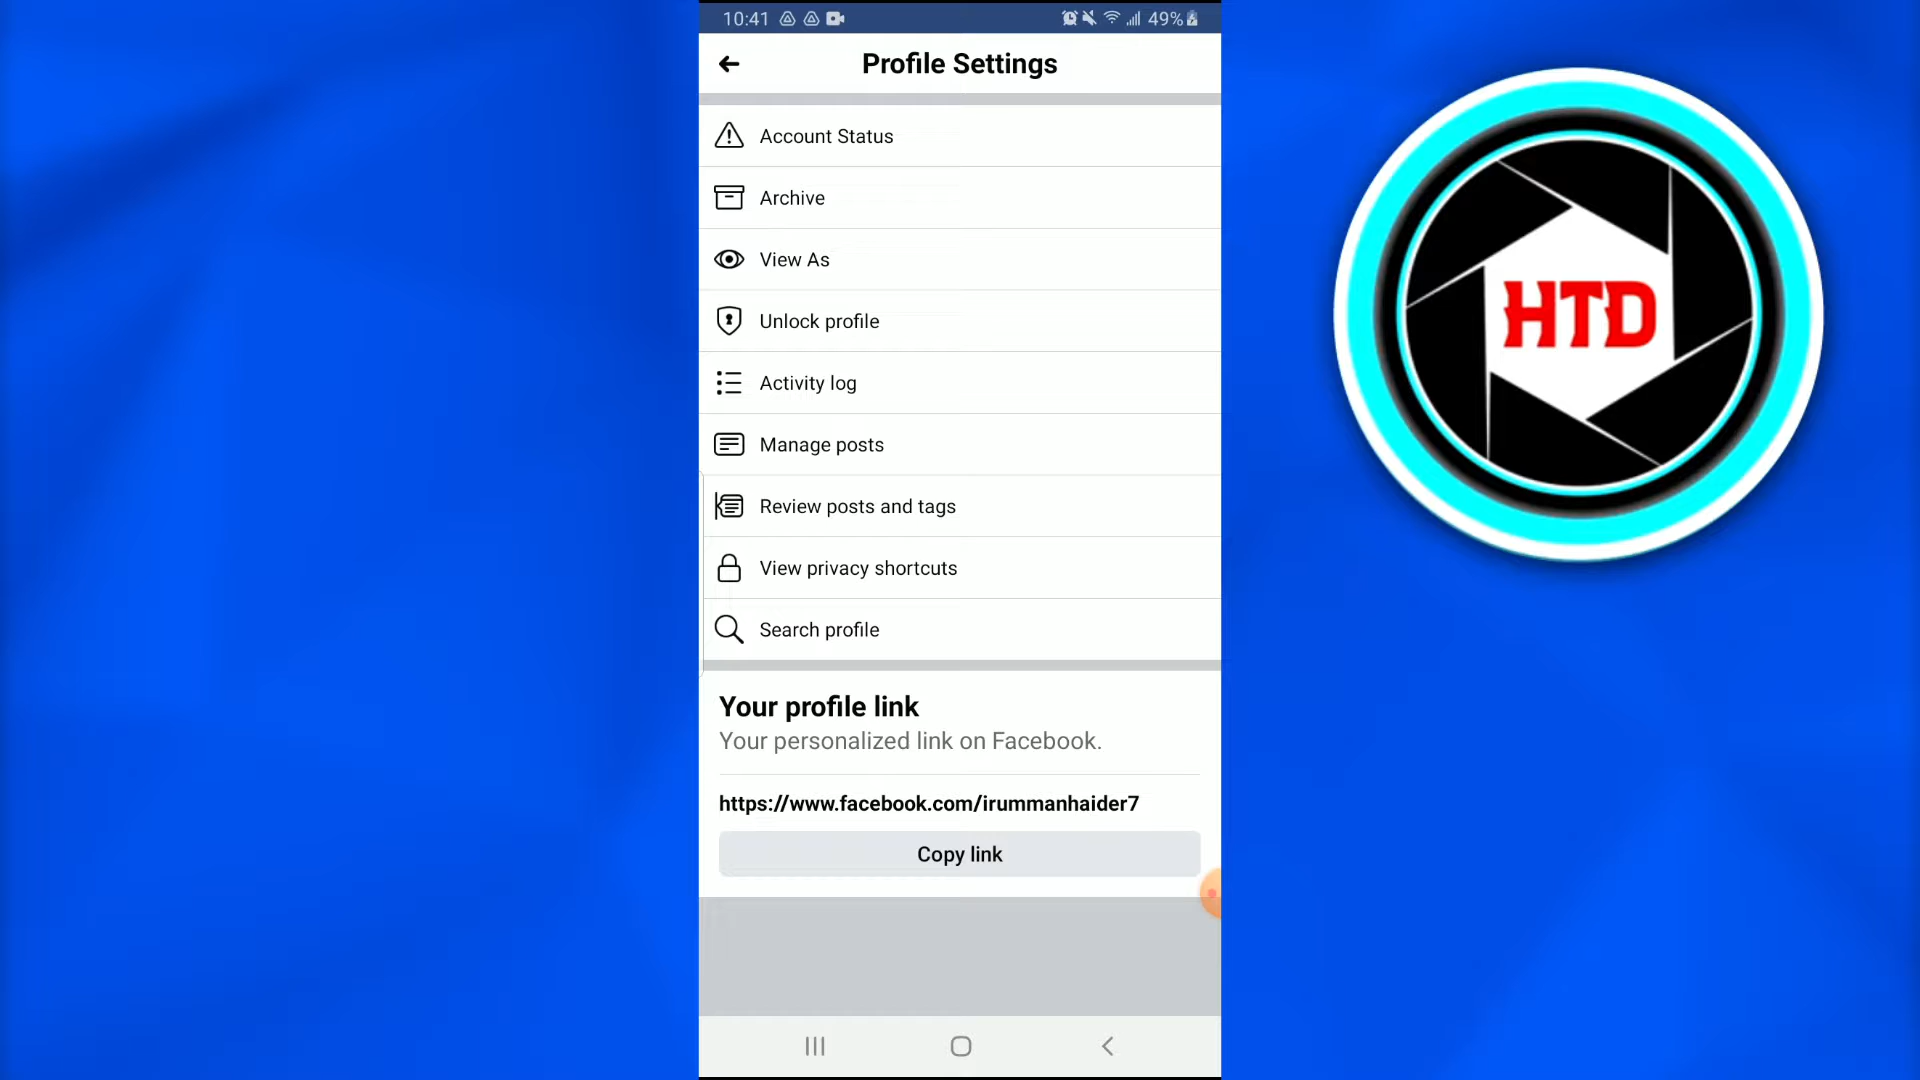 10:41 49%
Profile Settings
Account Status
Archive
View As
Unlock profile
Activity log
Manage posts
Review posts and tags
View privacy shortcuts
Search profile
Your profile link
Your personalized link on Facebook.
https://www.facebook.com/irummanhaider7
Copy link
HTD